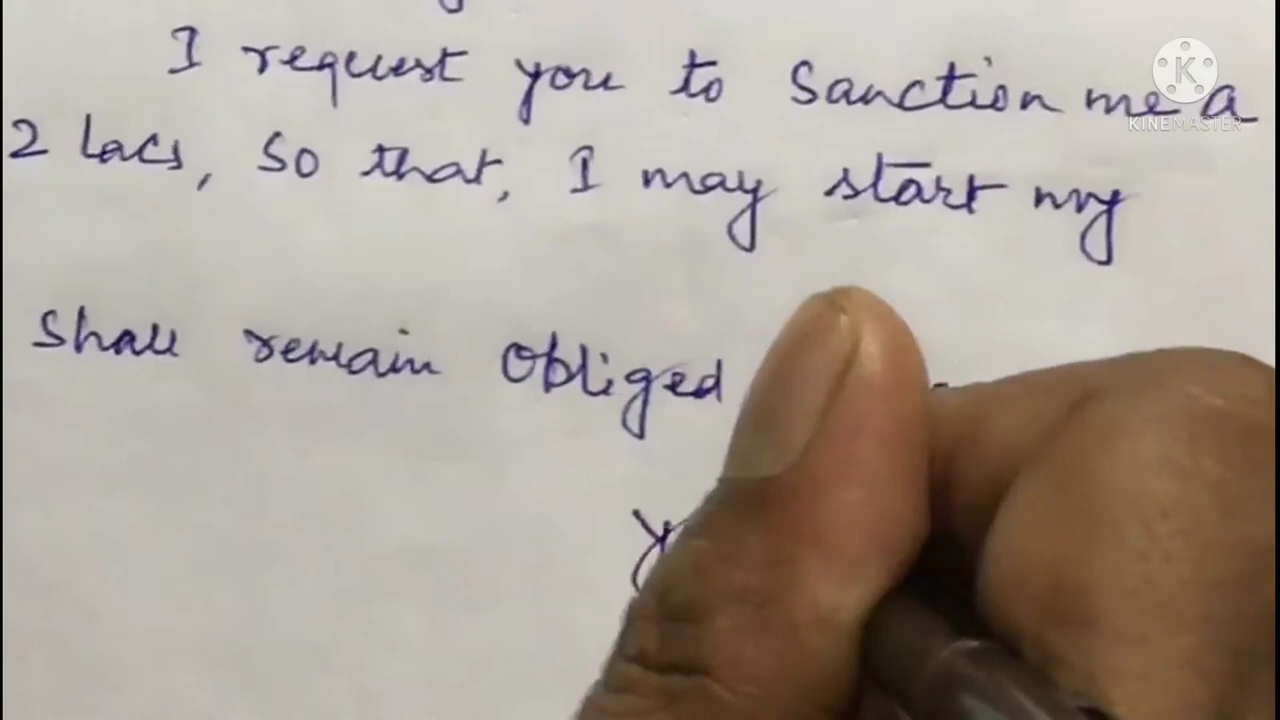 I request you to Sanction me a
2 Lacs, So that, I may start my
Shall remain Obliged
Y
K
KINEMASTER